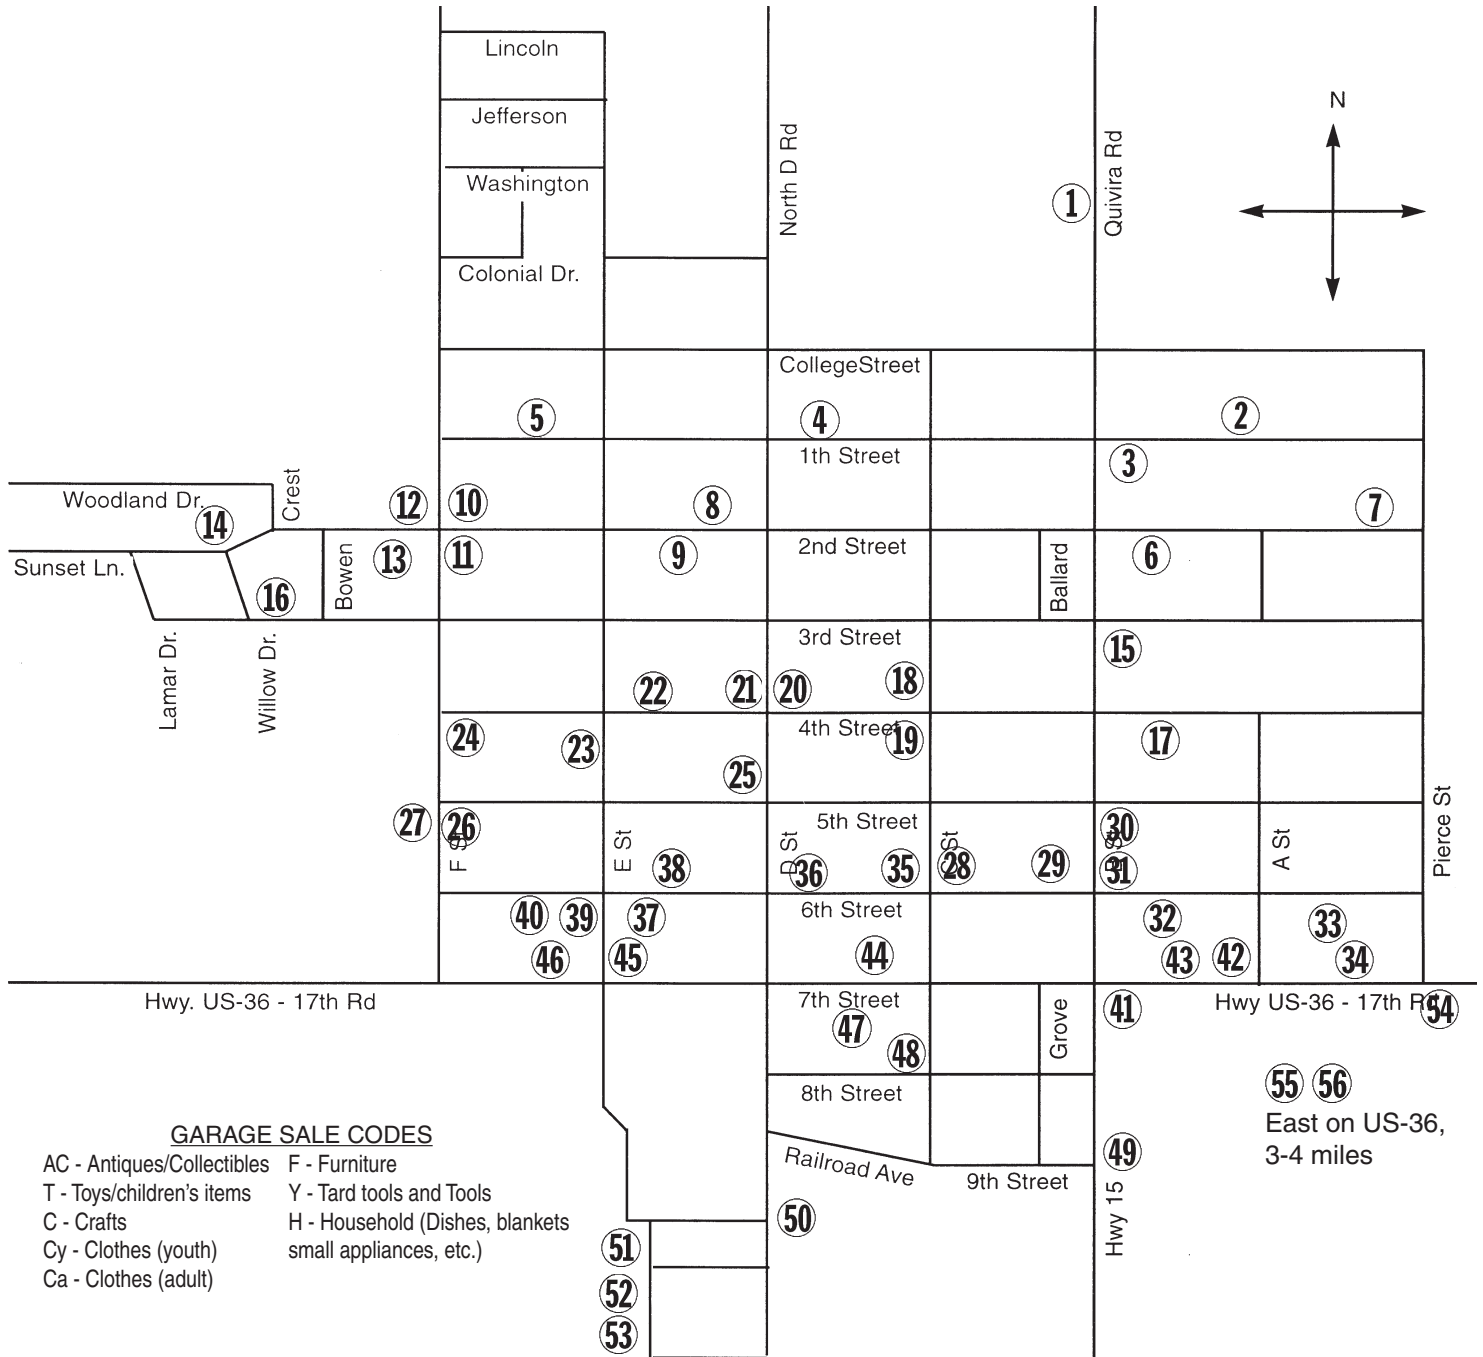 Lincoln
Jefferson
Washington
Colonial Dr.
North D Rd
Quivira Rd
N
1
CollegeStreet
5
4
2
1th Street
3
Woodland Dr.
Crest
12
10
8
7
14
Sunset Ln.
Bowen
13
11
9
2nd Street
Ballard
6
16
3rd Street
15
Lamar Dr.
Willow Dr.
22
21
20
18
24
23
4th Street
19
17
25
27
26
F St
E St
38
5th Street
D St
36
35
C St
28
29
30
B St
31
A St
Pierce St
40
39
37
6th Street
32
33
46
45
44
43
42
34
Hwy. US-36 - 17th Rd
7th Street
Grove
41
Hwy US-36 - 17th Rd
54
47
48
8th Street
55
56
East on US-36,
3-4 miles
Railroad Ave
9th Street
49
Hwy 15
50
51
52
53
GARAGE SALE CODES
AC - Antiques/Collectibles
T - Toys/children's items
C - Crafts
Cy - Clothes (youth)
Ca - Clothes (adult)
F - Furniture
Y - Tard tools and Tools
H - Household (Dishes, blankets
small appliances, etc.)